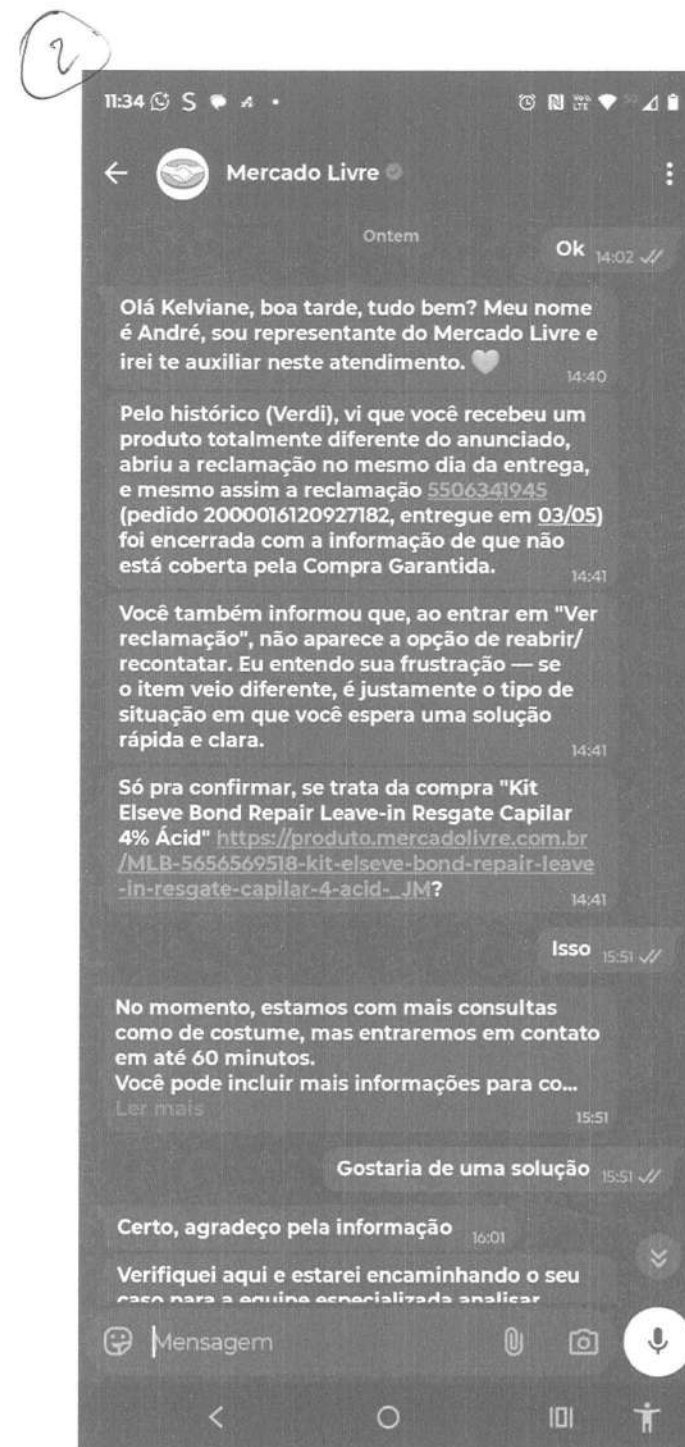 2
11:34
Mercado Livre
Ontem
Ok 14:02
Olá Kelviane, boa tarde, tudo bem? Meu nome
é André, sou representante do Mercado Livre e
irei te auxiliar neste atendimento.
14:40
Pelo histórico (Verdi), vi que você recebeu um
produto totalmente diferente do anunciado,
abriu a reclamação no mesmo dia da entrega,
e mesmo assim a reclamação 5506341945
(pedido 2000016120927182, entregue em 03/05)
foi encerrada com a informação de que não
está coberta pela Compra Garantida.
14:41
Você também informou que, ao entrar em "Ver
reclamação", não aparece a opção de reabrir/
recontatar. Eu entendo sua frustração — se
o item veio diferente, é justamente o tipo de
situação em que você espera uma solução
rápida e clara.
14:41
Só pra confirmar, se trata da compra "Kit
Elseve Bond Repair Leave-in Resgate Capilar
4% Ácid" https://produto.mercadolivre.com.br
/MLB-5656569518-kit-elseve-bond-repair-leave
-in-resgate-capilar-4-acid-_JM?
14:41
Isso 15:51
No momento, estamos com mais consultas
como de costume, mas entraremos em contato
em até 60 minutos.
Você pode incluir mais informações para co...
Ler mais
15:51
Gostaria de uma solução 15:51
Certo, agradeço pela informação 16:01
Verifiquei aqui e estarei encaminhando o seu
caso para a equipe especializada analisar
Mensagem